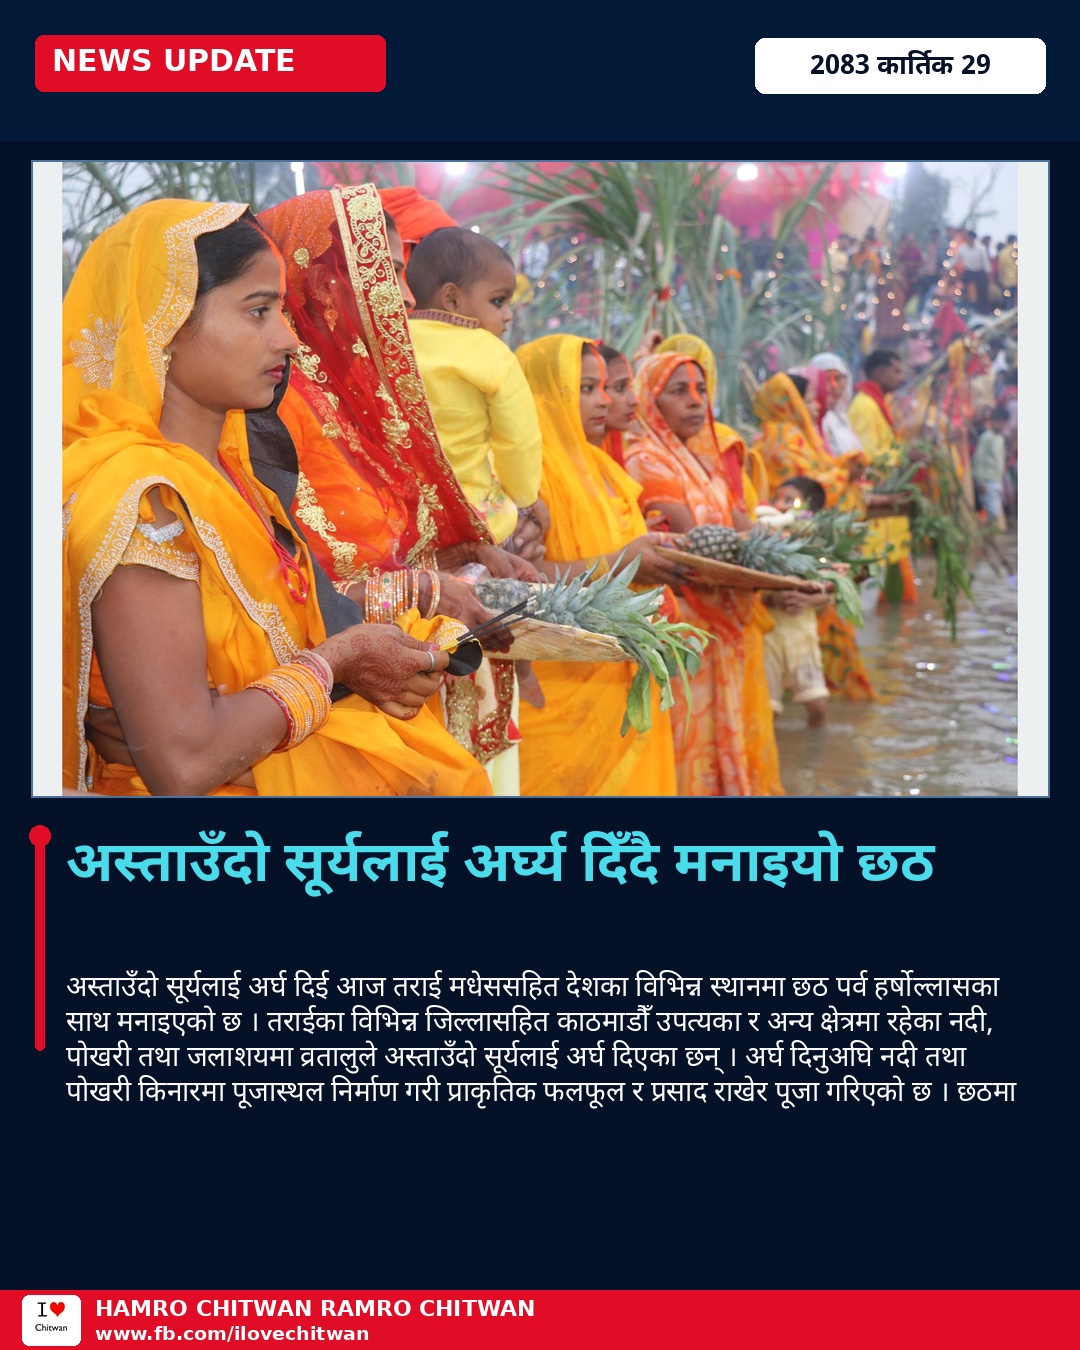 NEWS UPDATE
2083 कार्तिक 29
अस्ताउँदो सूर्यलाई अर्घ्य दिँदै मनाइयो छठ
अस्ताउँदो सूर्यलाई अर्घ दिई आज तराई मधेससहित देशका विभिन्न स्थानमा छठ पर्व हर्षोल्लासका
साथ मनाइएको छ । तराईका विभिन्न जिल्लासहित काठमाडौँ उपत्यका र अन्य क्षेत्रमा रहेका नदी,
पोखरी तथा जलाशयमा व्रतालुले अस्ताउँदो सूर्यलाई अर्घ दिएका छन् । अर्घ दिनुअघि नदी तथा
पोखरी किनारमा पूजास्थल निर्माण गरी प्राकृतिक फलफूल र प्रसाद राखेर पूजा गरिएको छ । छठमा
I❤
Chitwan
HAMRO CHITWAN RAMRO CHITWAN
www.fb.com/ilovechitwan